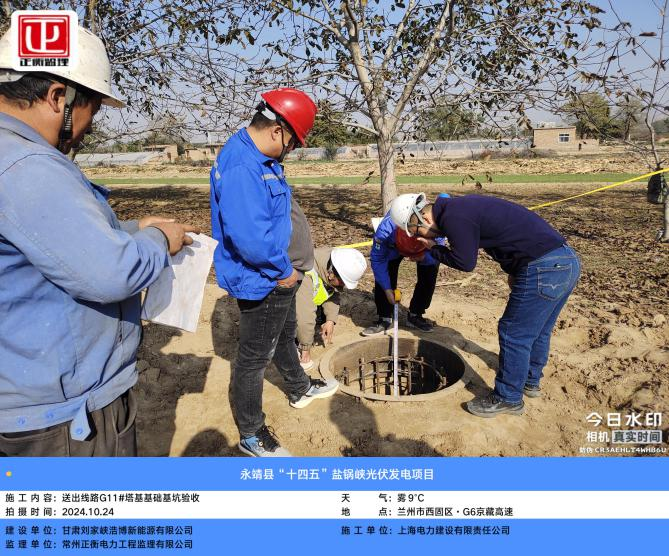 正衡监理
永靖县“十四五”盐锅峡光伏发电项目
施工内容：送出线路G11#塔基基础基坑验收
天 气：雾9℃
拍摄时间：2024.10.24
地 点：兰州市西固区·G6京藏高速
建设单位：甘肃刘家峡浩博新能源有限公司
施工单位：上海电力建设有限责任公司
监理单位：常州正衡电力工程监理有限公司
今日水印
相机 真实时间
防伪 CR3AEHLT4WHB6U